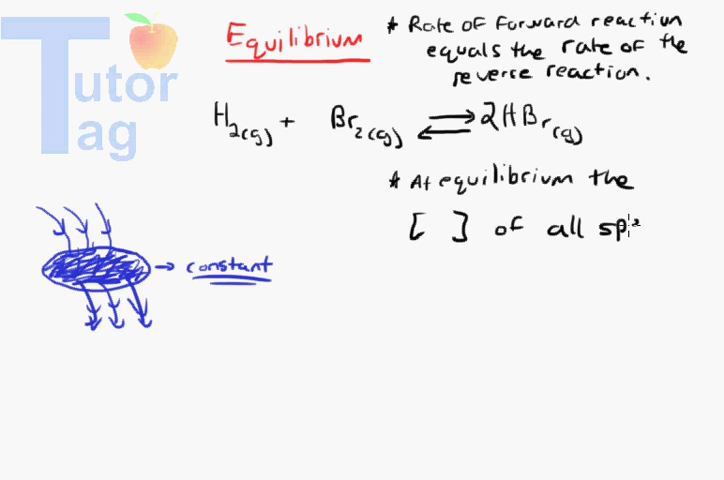 Tutor
Tag
Equilibrium
* Rate of forward reaction
equals the rate of the
reverse reaction.
H2(g) + Br2(g) ⇌ 2HBr(g)
* At equilibrium the
[ ] of all sp
→ constant